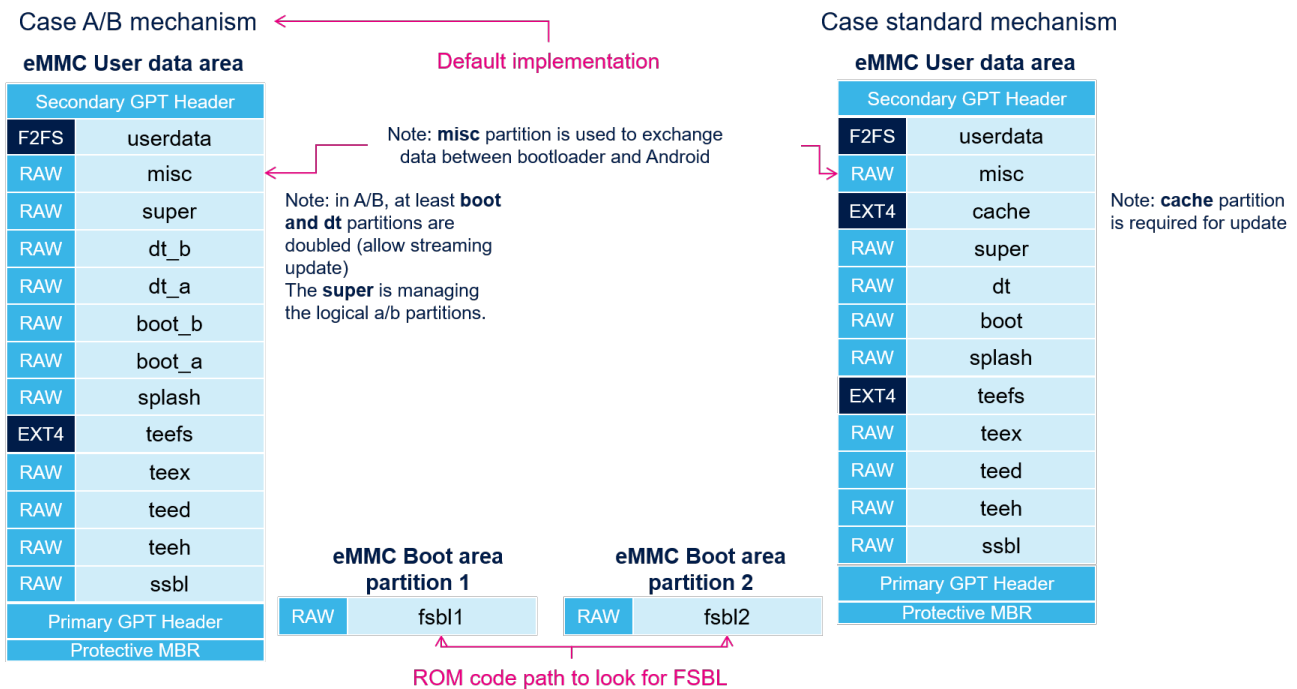 Case A/B mechanism
Default implementation
Case standard mechanism
eMMC User data area
Secondary GPT Header
F2FS userdata
RAW misc
RAW super
RAW dt_b
RAW dt_a
RAW boot_b
RAW boot_a
RAW splash
EXT4 teefs
RAW teex
RAW teed
RAW teeh
RAW ssbl
Primary GPT Header
Protective MBR
Note: misc partition is used to exchange
data between bootloader and Android
Note: in A/B, at least boot
and dt partitions are
doubled (allow streaming
update)
The super is managing
the logical a/b partitions.
eMMC Boot area
partition 1
RAW fsbl1
eMMC Boot area
partition 2
RAW fsbl2
ROM code path to look for FSBL
eMMC User data area
Secondary GPT Header
F2FS userdata
RAW misc
EXT4 cache
RAW super
RAW dt
RAW boot
RAW splash
EXT4 teefs
RAW teex
RAW teed
RAW teeh
RAW ssbl
Primary GPT Header
Protective MBR
Note: cache partition
is required for update